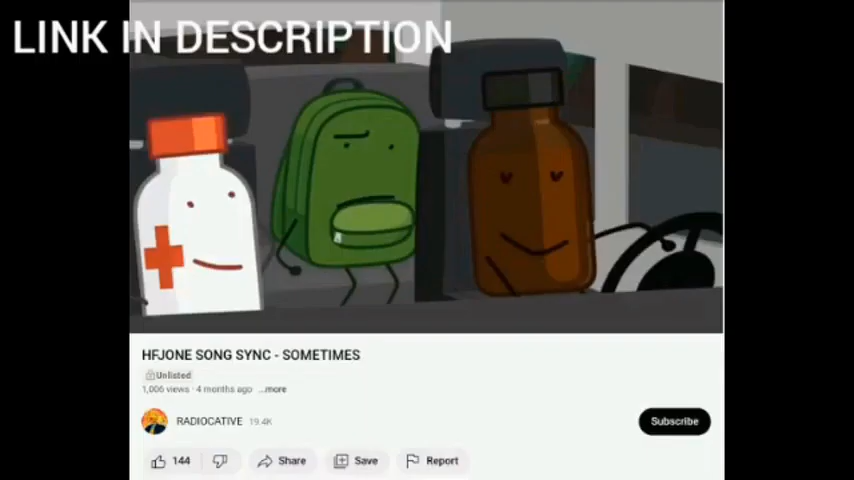 LINK IN DESCRIPTION
HFJONE SONG SYNC - SOMETIMES
Unlisted
1,006 views · 4 months ago ...more
RADIOCATIVE 19.4K
Subscribe
144 Share Save Report